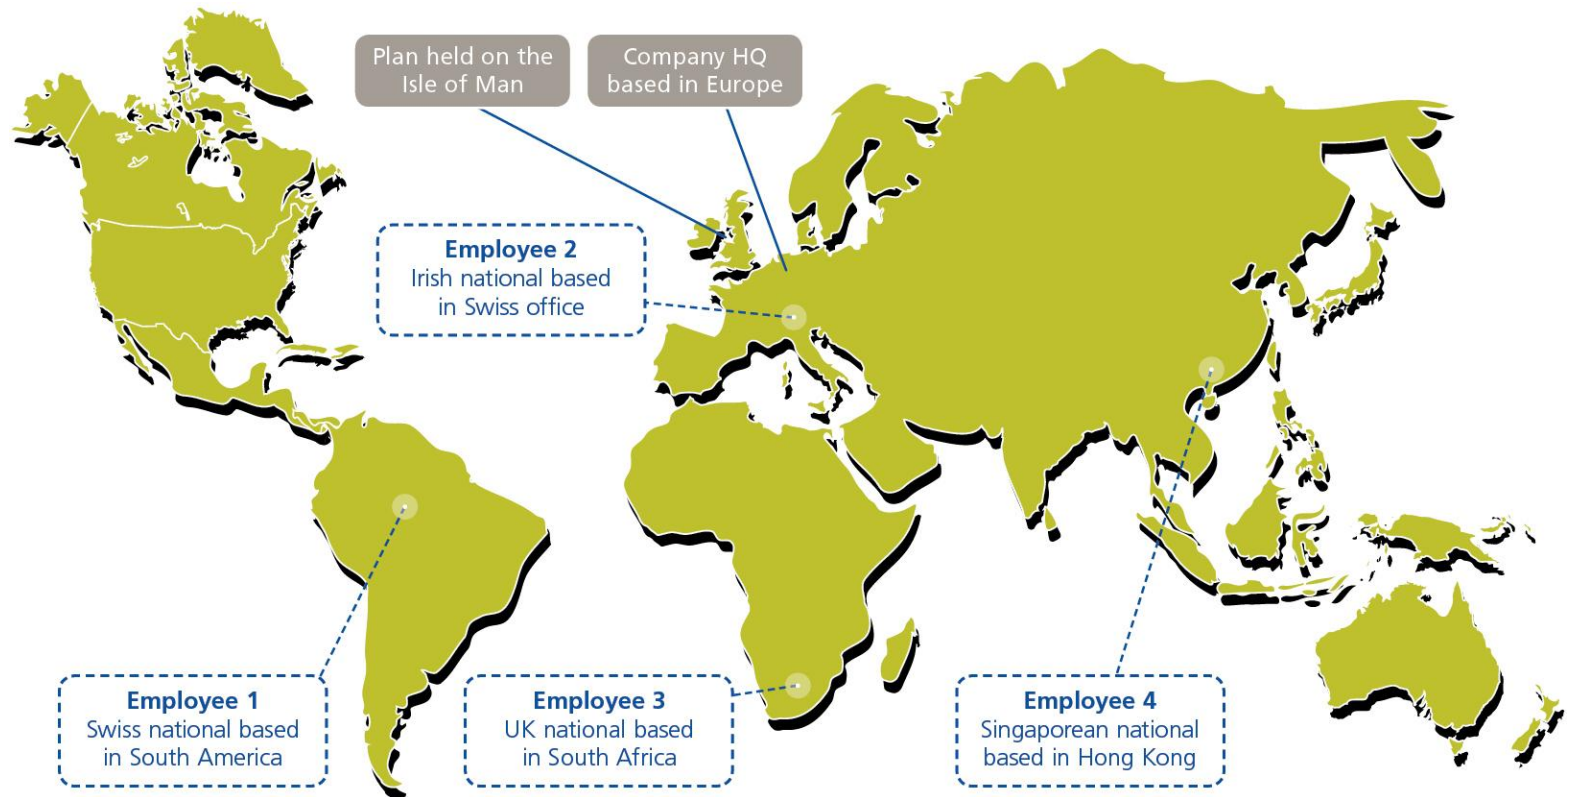 Plan held on the
Isle of Man
Company HQ
based in Europe
Employee 2
Irish national based
in Swiss office
Employee 1
Swiss national based
in South America
Employee 3
UK national based
in South Africa
Employee 4
Singaporean national
based in Hong Kong